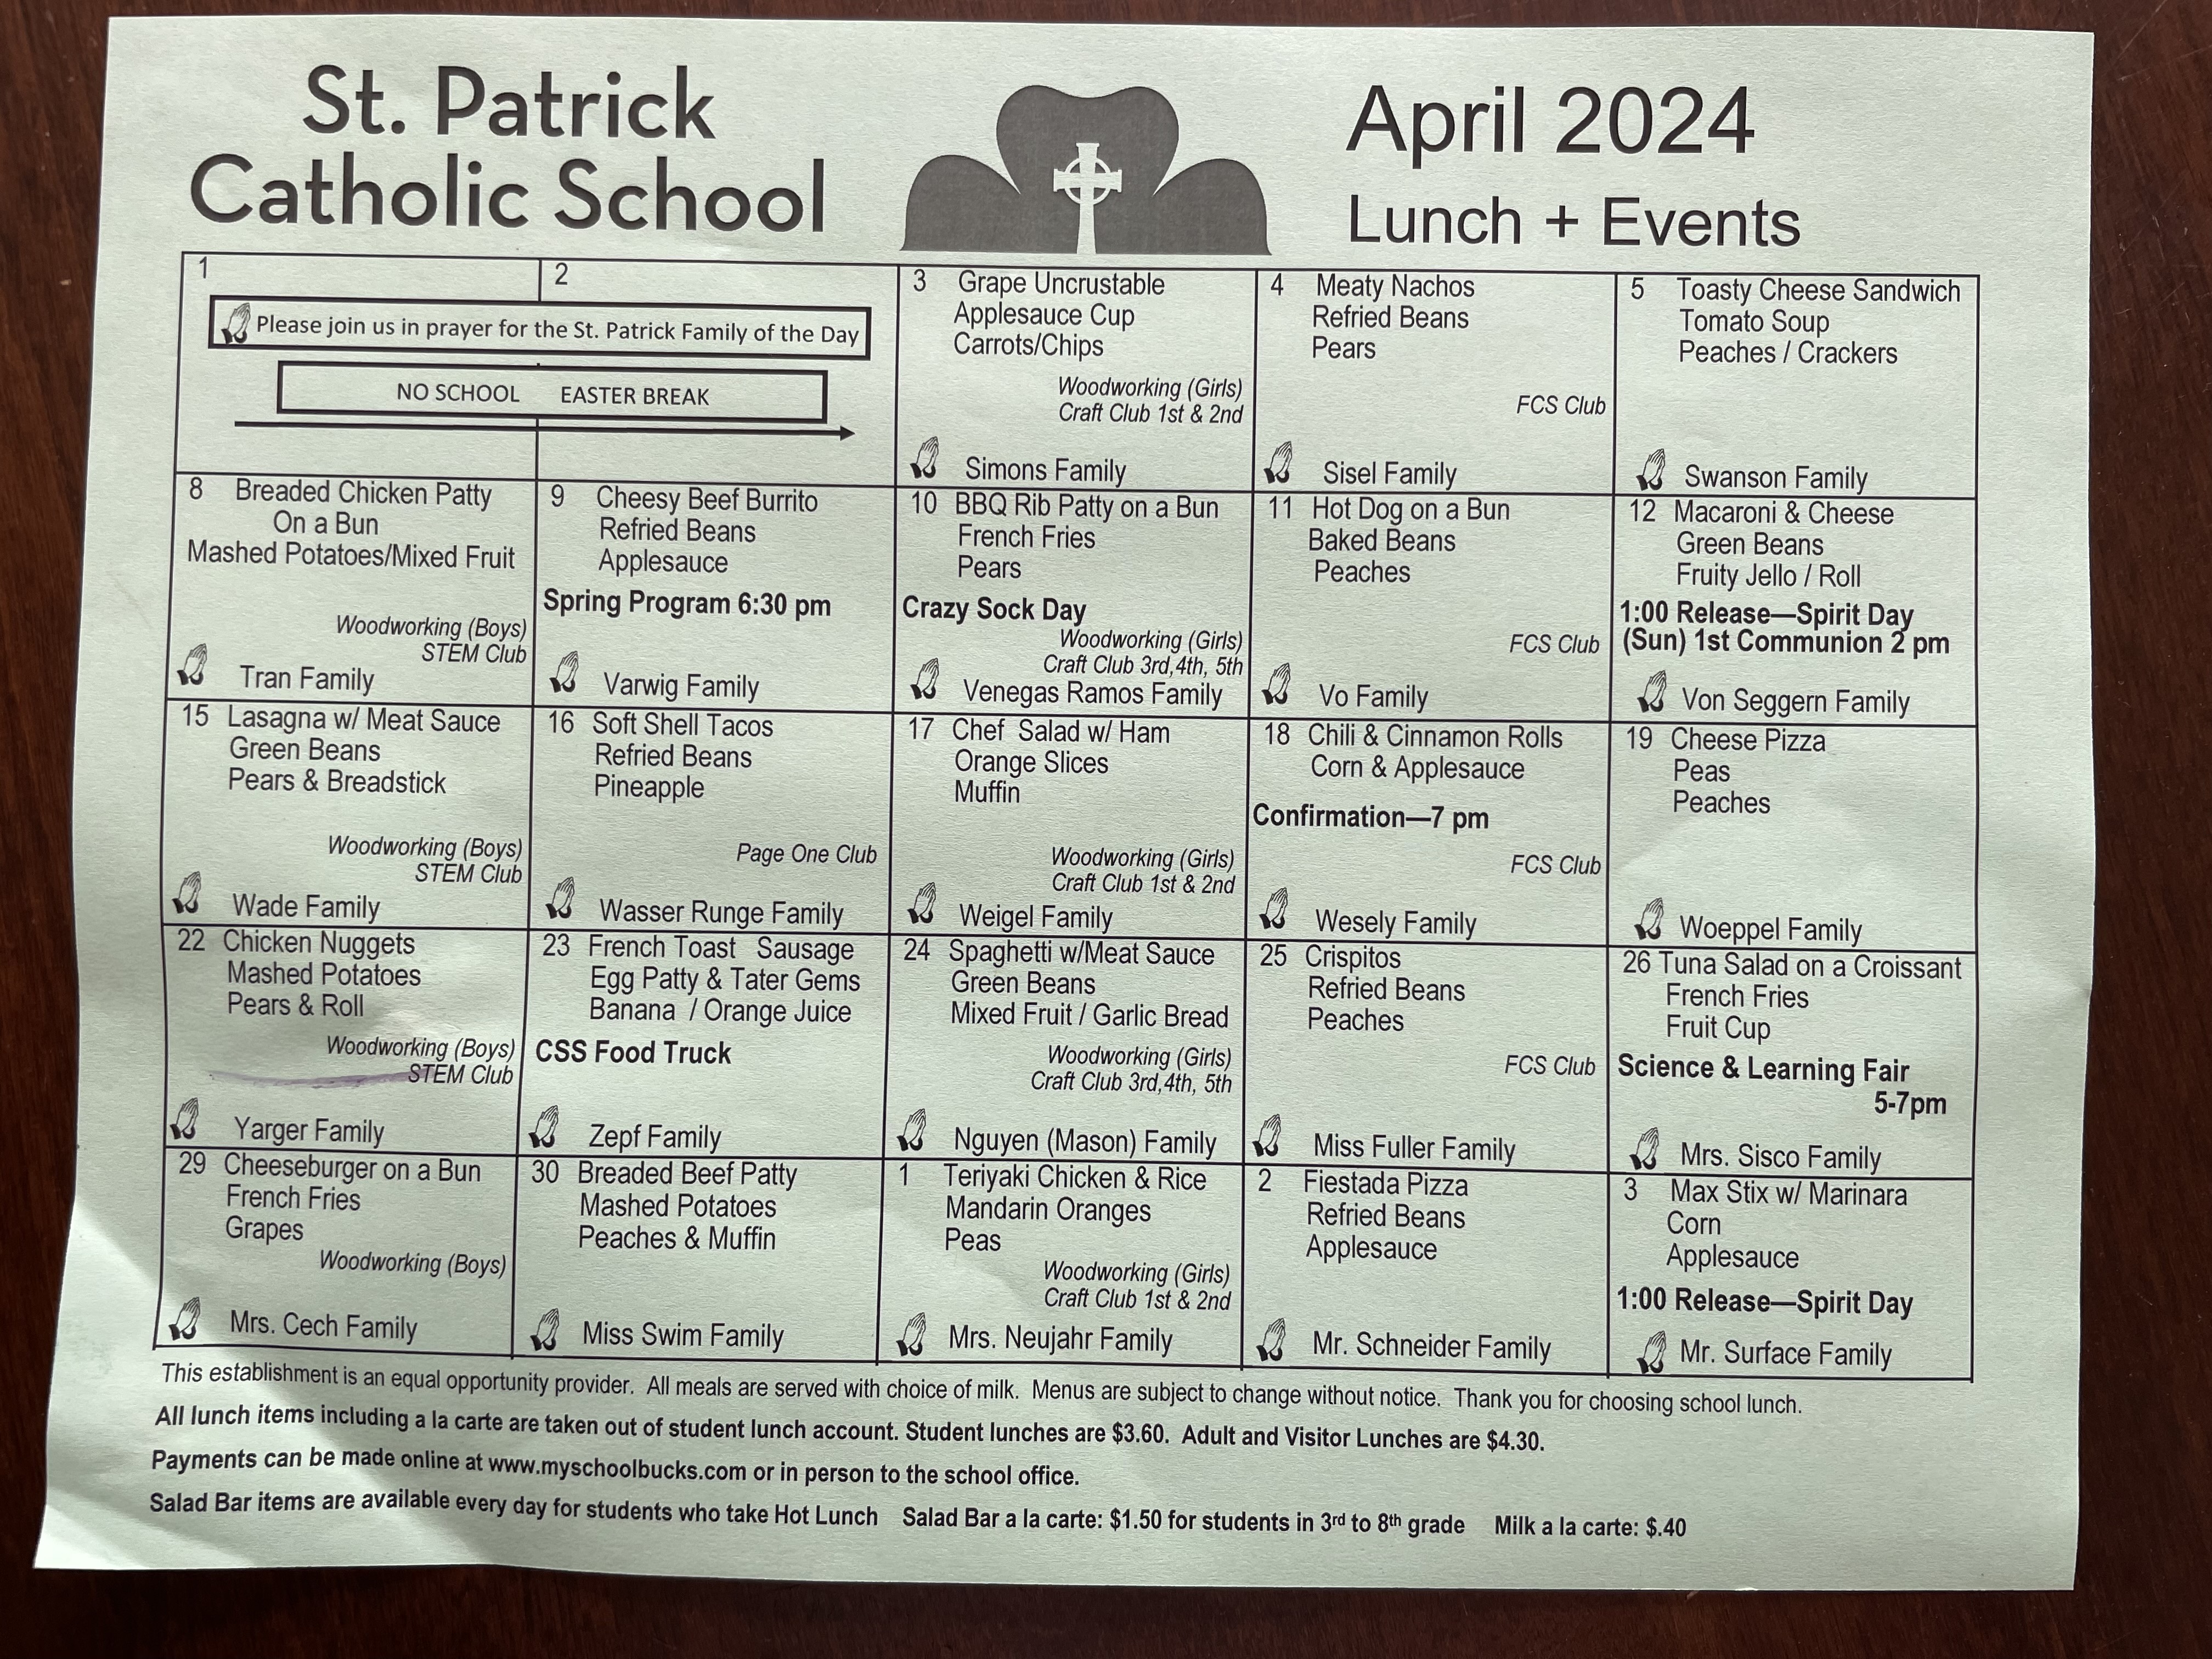 St. Patrick
Catholic School
April 2024
Lunch + Events
1
2
Please join us in prayer for the St. Patrick Family of the Day
NO SCHOOL EASTER BREAK
3 Grape Uncrustable
Applesauce Cup
Carrots/Chips
Woodworking (Girls)
Craft Club 1st & 2nd
Simons Family
4 Meaty Nachos
Refried Beans
Pears
FCS Club
Sisel Family
5 Toasty Cheese Sandwich
Tomato Soup
Peaches / Crackers
Swanson Family
8 Breaded Chicken Patty
On a Bun
Mashed Potatoes/Mixed Fruit
Woodworking (Boys)
STEM Club
Tran Family
9 Cheesy Beef Burrito
Refried Beans
Applesauce
Spring Program 6:30 pm
Varwig Family
10 BBQ Rib Patty on a Bun
French Fries
Pears
Crazy Sock Day
Woodworking (Girls)
Craft Club 3rd,4th, 5th
Venegas Ramos Family
11 Hot Dog on a Bun
Baked Beans
Peaches
FCS Club
Vo Family
12 Macaroni & Cheese
Green Beans
Fruity Jello / Roll
1:00 Release—Spirit Day
(Sun) 1st Communion 2 pm
Von Seggern Family
15 Lasagna w/ Meat Sauce
Green Beans
Pears & Breadstick
Woodworking (Boys)
STEM Club
Wade Family
16 Soft Shell Tacos
Refried Beans
Pineapple
Page One Club
Wasser Runge Family
17 Chef Salad w/ Ham
Orange Slices
Muffin
Woodworking (Girls)
Craft Club 1st & 2nd
Weigel Family
18 Chili & Cinnamon Rolls
Corn & Applesauce
Confirmation—7 pm
FCS Club
Wesely Family
19 Cheese Pizza
Peas
Peaches
Woeppel Family
22 Chicken Nuggets
Mashed Potatoes
Pears & Roll
Woodworking (Boys)
STEM Club
Yarger Family
23 French Toast Sausage
Egg Patty & Tater Gems
Banana / Orange Juice
CSS Food Truck
Zepf Family
24 Spaghetti w/Meat Sauce
Green Beans
Mixed Fruit / Garlic Bread
Woodworking (Girls)
Craft Club 3rd,4th, 5th
Nguyen (Mason) Family
25 Crispitos
Refried Beans
Peaches
FCS Club
Miss Fuller Family
26 Tuna Salad on a Croissant
French Fries
Fruit Cup
Science & Learning Fair
5-7pm
Mrs. Sisco Family
29 Cheeseburger on a Bun
French Fries
Grapes
Woodworking (Boys)
Mrs. Cech Family
30 Breaded Beef Patty
Mashed Potatoes
Peaches & Muffin
Miss Swim Family
1 Teriyaki Chicken & Rice
Mandarin Oranges
Peas
Woodworking (Girls)
Craft Club 1st & 2nd
Mrs. Neujahr Family
2 Fiestada Pizza
Refried Beans
Applesauce
Mr. Schneider Family
3 Max Stix w/ Marinara
Corn
Applesauce
1:00 Release—Spirit Day
Mr. Surface Family
This establishment is an equal opportunity provider. All meals are served with choice of milk. Menus are subject to change without notice. Thank you for choosing school lunch.
All lunch items including a la carte are taken out of student lunch account. Student lunches are $3.60. Adult and Visitor Lunches are $4.30.
Payments can be made online at www.myschoolbucks.com or in person to the school office.
Salad Bar items are available every day for students who take Hot Lunch Salad Bar a la carte: $1.50 for students in 3rd to 8th grade Milk a la carte: $.40